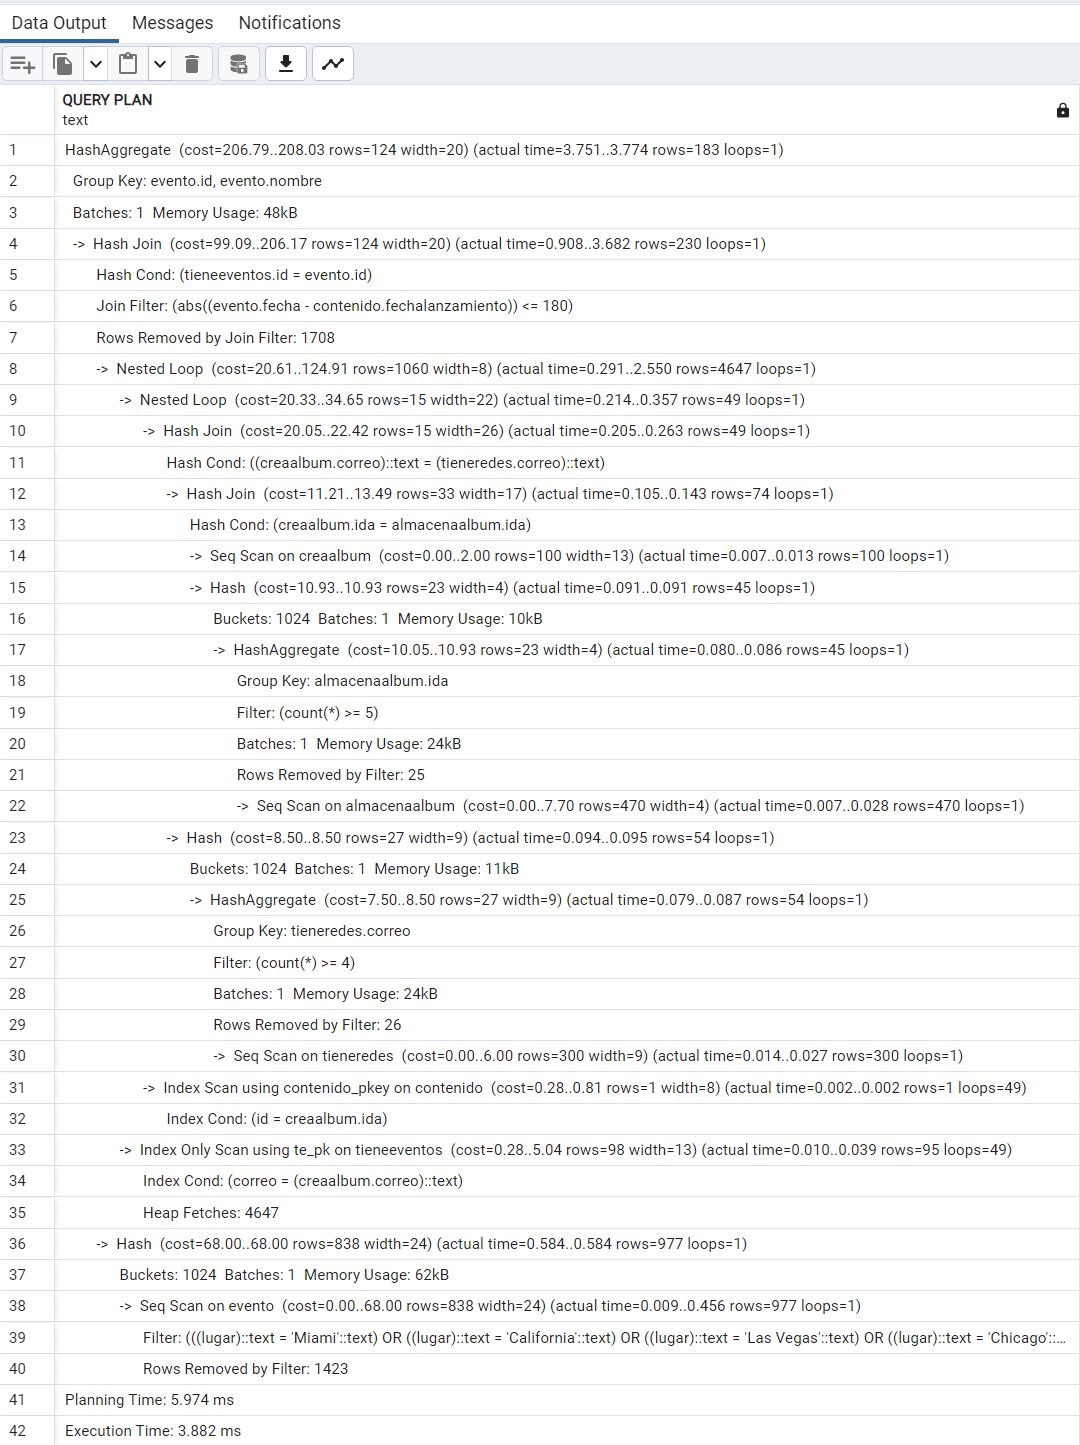 Data Output Messages Notifications
QUERY PLAN
text
1 HashAggregate (cost=206.79..208.03 rows=124 width=20) (actual time=3.751..3.774 rows=183 loops=1)
2 Group Key: evento.id, evento.nombre
3 Batches: 1 Memory Usage: 48kB
4 -> Hash Join (cost=99.09..206.17 rows=124 width=20) (actual time=0.908..3.682 rows=230 loops=1)
5 Hash Cond: (tieneeventos.id = evento.id)
6 Join Filter: (abs((evento.fecha - contenido.fechalanzamiento)) <= 180)
7 Rows Removed by Join Filter: 1708
8 -> Nested Loop (cost=20.61..124.91 rows=1060 width=8) (actual time=0.291..2.550 rows=4647 loops=1)
9 -> Nested Loop (cost=20.33..34.65 rows=15 width=22) (actual time=0.214..0.357 rows=49 loops=1)
10 -> Hash Join (cost=20.05..22.42 rows=15 width=26) (actual time=0.205..0.263 rows=49 loops=1)
11 Hash Cond: ((creaalbum.correo)::text = (tieneredes.correo)::text)
12 -> Hash Join (cost=11.21..13.49 rows=33 width=17) (actual time=0.105..0.143 rows=74 loops=1)
13 Hash Cond: (creaalbum.ida = almacenaalbum.ida)
14 -> Seq Scan on creaalbum (cost=0.00..2.00 rows=100 width=13) (actual time=0.007..0.013 rows=100 loops=1)
15 -> Hash (cost=10.93..10.93 rows=23 width=4) (actual time=0.091..0.091 rows=45 loops=1)
16 Buckets: 1024 Batches: 1 Memory Usage: 10kB
17 -> HashAggregate (cost=10.05..10.93 rows=23 width=4) (actual time=0.080..0.086 rows=45 loops=1)
18 Group Key: almacenaalbum.ida
19 Filter: (count(*) >= 5)
20 Batches: 1 Memory Usage: 24kB
21 Rows Removed by Filter: 25
22 -> Seq Scan on almacenaalbum (cost=0.00..7.70 rows=470 width=4) (actual time=0.007..0.028 rows=470 loops=1)
23 -> Hash (cost=8.50..8.50 rows=27 width=9) (actual time=0.094..0.095 rows=54 loops=1)
24 Buckets: 1024 Batches: 1 Memory Usage: 11kB
25 -> HashAggregate (cost=7.50..8.50 rows=27 width=9) (actual time=0.079..0.087 rows=54 loops=1)
26 Group Key: tieneredes.correo
27 Filter: (count(*) >= 4)
28 Batches: 1 Memory Usage: 24kB
29 Rows Removed by Filter: 26
30 -> Seq Scan on tieneredes (cost=0.00..6.00 rows=300 width=9) (actual time=0.014..0.027 rows=300 loops=1)
31 -> Index Scan using contenido_pkey on contenido (cost=0.28..0.81 rows=1 width=8) (actual time=0.002..0.002 rows=1 loops=49)
32 Index Cond: (id = creaalbum.ida)
33 -> Index Only Scan using te_pk on tieneeventos (cost=0.28..5.04 rows=98 width=13) (actual time=0.010..0.039 rows=95 loops=49)
34 Index Cond: (correo = (creaalbum.correo)::text)
35 Heap Fetches: 4647
36 -> Hash (cost=68.00..68.00 rows=838 width=24) (actual time=0.584..0.584 rows=977 loops=1)
37 Buckets: 1024 Batches: 1 Memory Usage: 62kB
38 -> Seq Scan on evento (cost=0.00..68.00 rows=838 width=24) (actual time=0.009..0.456 rows=977 loops=1)
39 Filter: (((lugar)::text = 'Miami'::text) OR ((lugar)::text = 'California'::text) OR ((lugar)::text = 'Las Vegas'::text) OR ((lugar)::text = 'Chicago'::...
40 Rows Removed by Filter: 1423
41 Planning Time: 5.974 ms
42 Execution Time: 3.882 ms